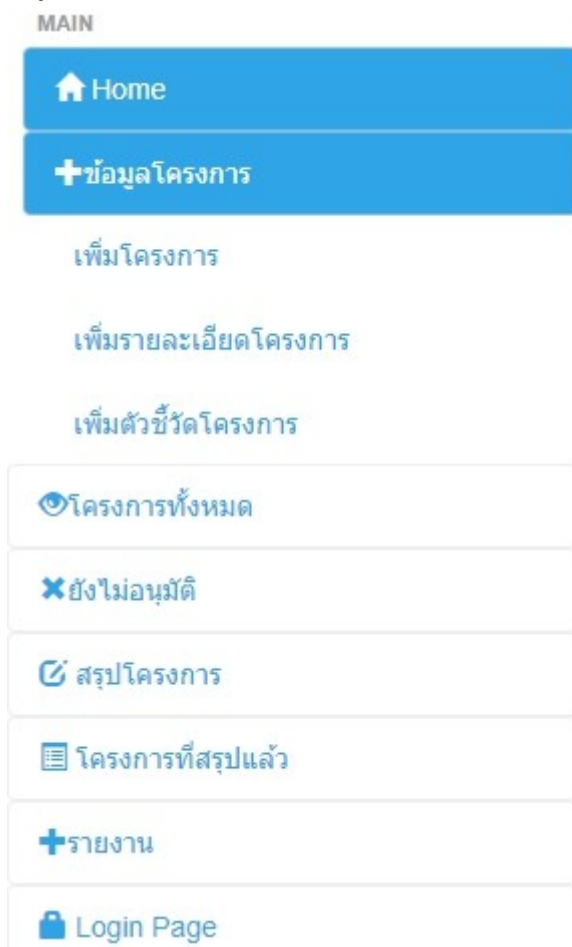 MAIN
Home
ข้อมูลโครงการ
เพิ่มโครงการ
เพิ่มรายละเอียดโครงการ
เพิ่มตัวชี้วัดโครงการ
โครงการทั้งหมด
ยังไม่อนุมัติ
สรุปโครงการ
โครงการที่สรุปแล้ว
รายงาน
Login Page